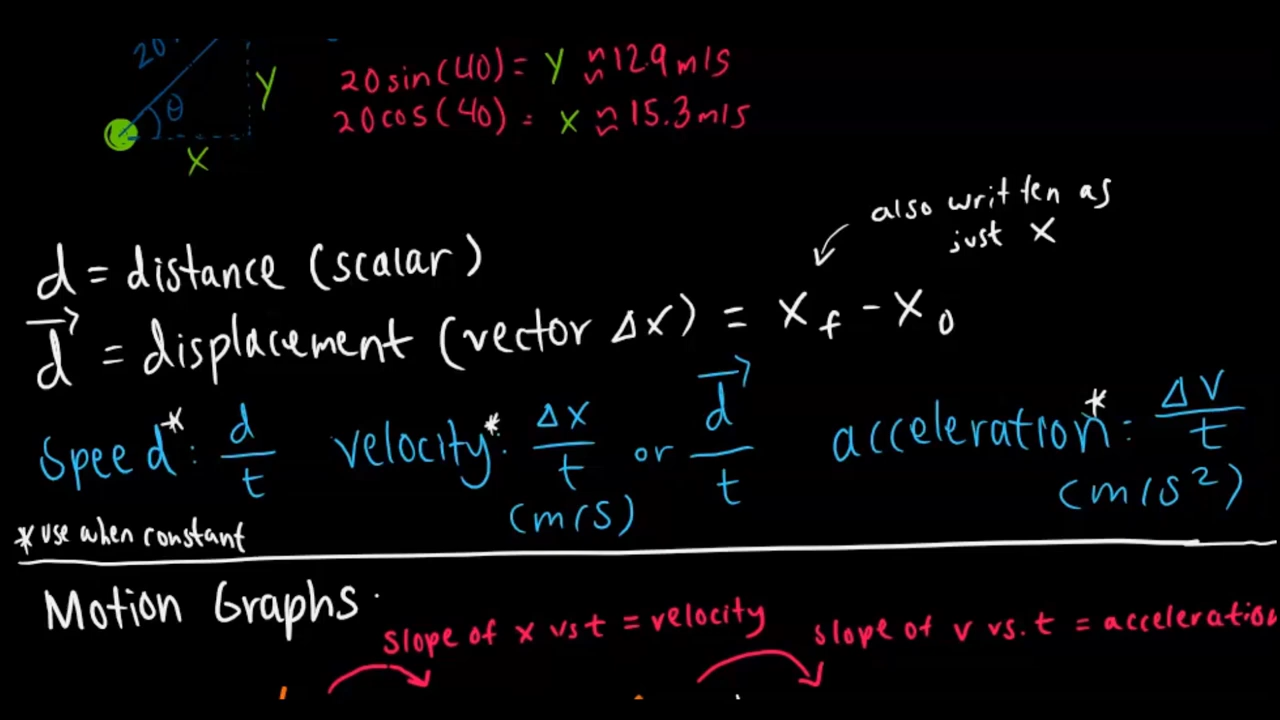 20
θ
y
x
20sin(40) = y ≈ 12.9 m/s
20cos(40) = x ≈ 15.3 m/s
also written as
just x
d = distance (scalar)
d⃗ = displacement (vector Δx) = x_f - x_0
speed*: d/t velocity*: Δx/t or d⃗/t acceleration*: Δv/t
(m/s) (m/s²)
*use when constant
Motion Graphs:
slope of x vs t = velocity
slope of v vs. t = acceleration